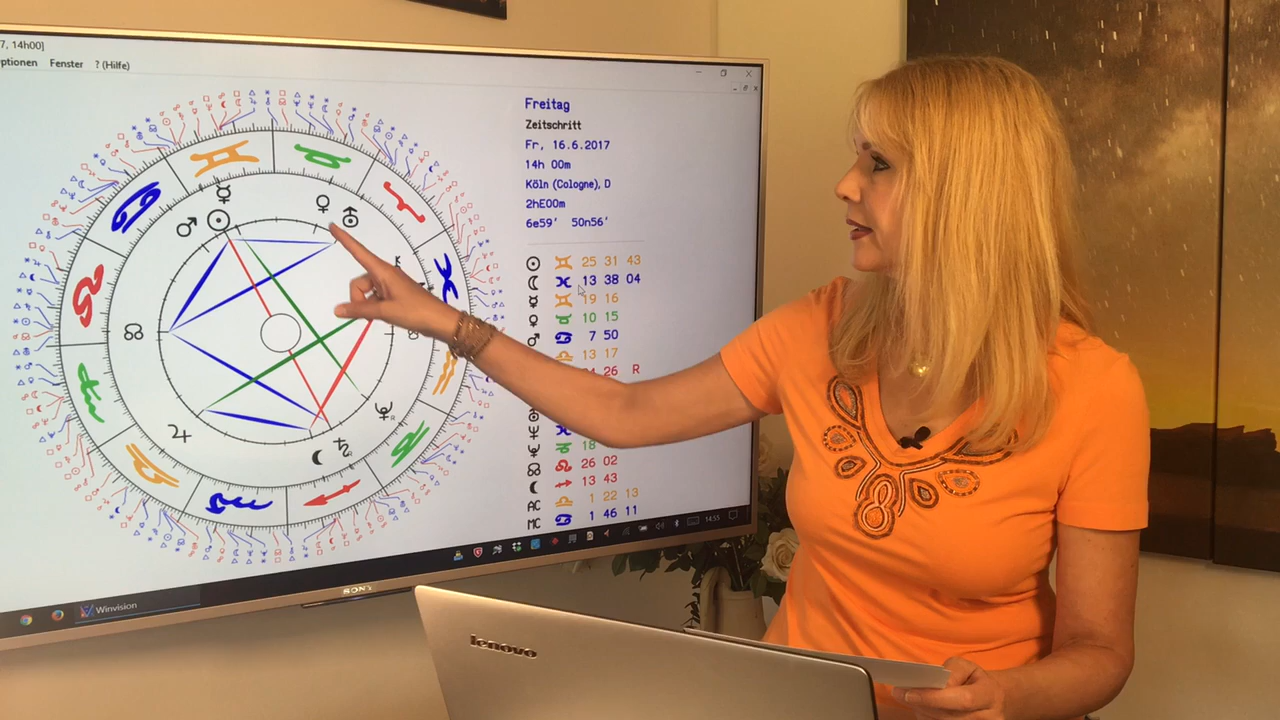 7, 14h00]
ptionen Fenster ? (Hilfe)
Freitag
Zeitschritt
Fr, 16.6.2017
14h 00m
Köln (Cologne), D
2hE00m
6e59' 50n56'
25 31 43
13 38 04
19 16
10 15
7 50
13 17
26 R
18
26 02
13 43
AC 1 22 13
MC 1 46 11
14:55
Winvision
SONY
lenovo